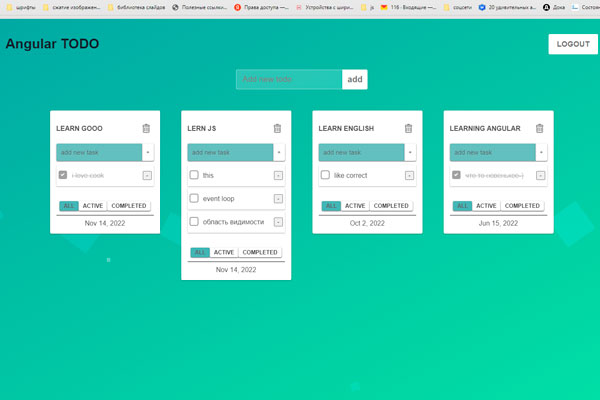 шрифты
сжатие изображен...
библиотека слайдов
Полезные ссылки...
Права доступа —...
Устройства с шири...
js
116 · Входящие —...
соцсети
20 удивительных а...
Дока
Состоян
Angular TODO
LOGOUT
Add new todo
add
LEARN GOOO
add new task
+
i love cook
ALL ACTIVE COMPLETED
Nov 14, 2022
LERN JS
add new task
+
this
event loop
область видимости
ALL ACTIVE COMPLETED
Nov 14, 2022
LEARN ENGLISH
add new task
+
like correct
ALL ACTIVE COMPLETED
Oct 2, 2022
LEARNING ANGULAR
add new task
+
что то новенькое:)
ALL ACTIVE COMPLETED
Jun 15, 2022